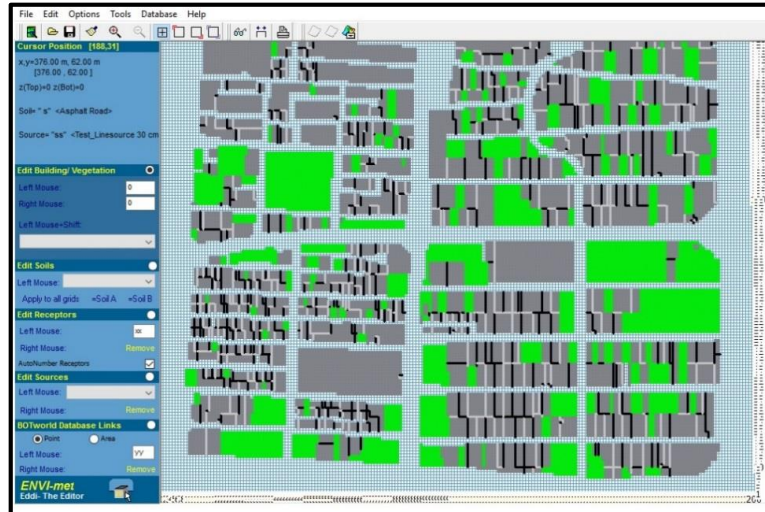 File Edit Options Tools Database Help
Cursor Position [188,31]
x,y=376.00 m, 62.00 m
[376.00 , 62.00 ]
z(Top)=0 z(Bot)=0
Soil= " s" <Asphalt Road>
Source= "ss" <Test_Linesource 30 cm
Edit Building/ Vegetation
Left Mouse: 0
Right Mouse: 0
Left Mouse+Shift:
Edit Soils
Left Mouse:
Apply to all grids =Soil A =Soil B
Edit Receptors
Left Mouse: xx
Right Mouse: Remove
AutoNumber Receptors
Edit Sources
Left Mouse:
Right Mouse: Remove
BOTworld Database Links
Point Area
Left Mouse: yy
Right Mouse: Remove
ENVI-met
Eddi- The Editor